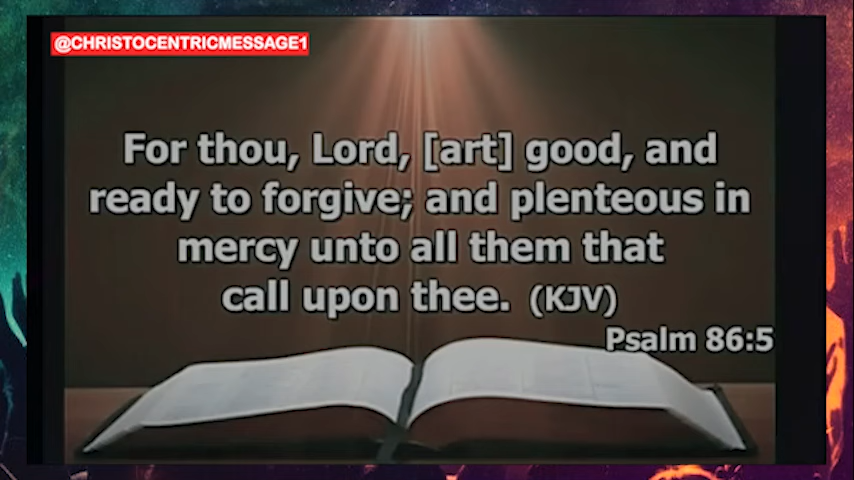 @CHRISTOCENTRICMESSAGE1
For thou, Lord, [art] good, and
ready to forgive; and plenteous in
mercy unto all them that
call upon thee. (KJV)
Psalm 86:5